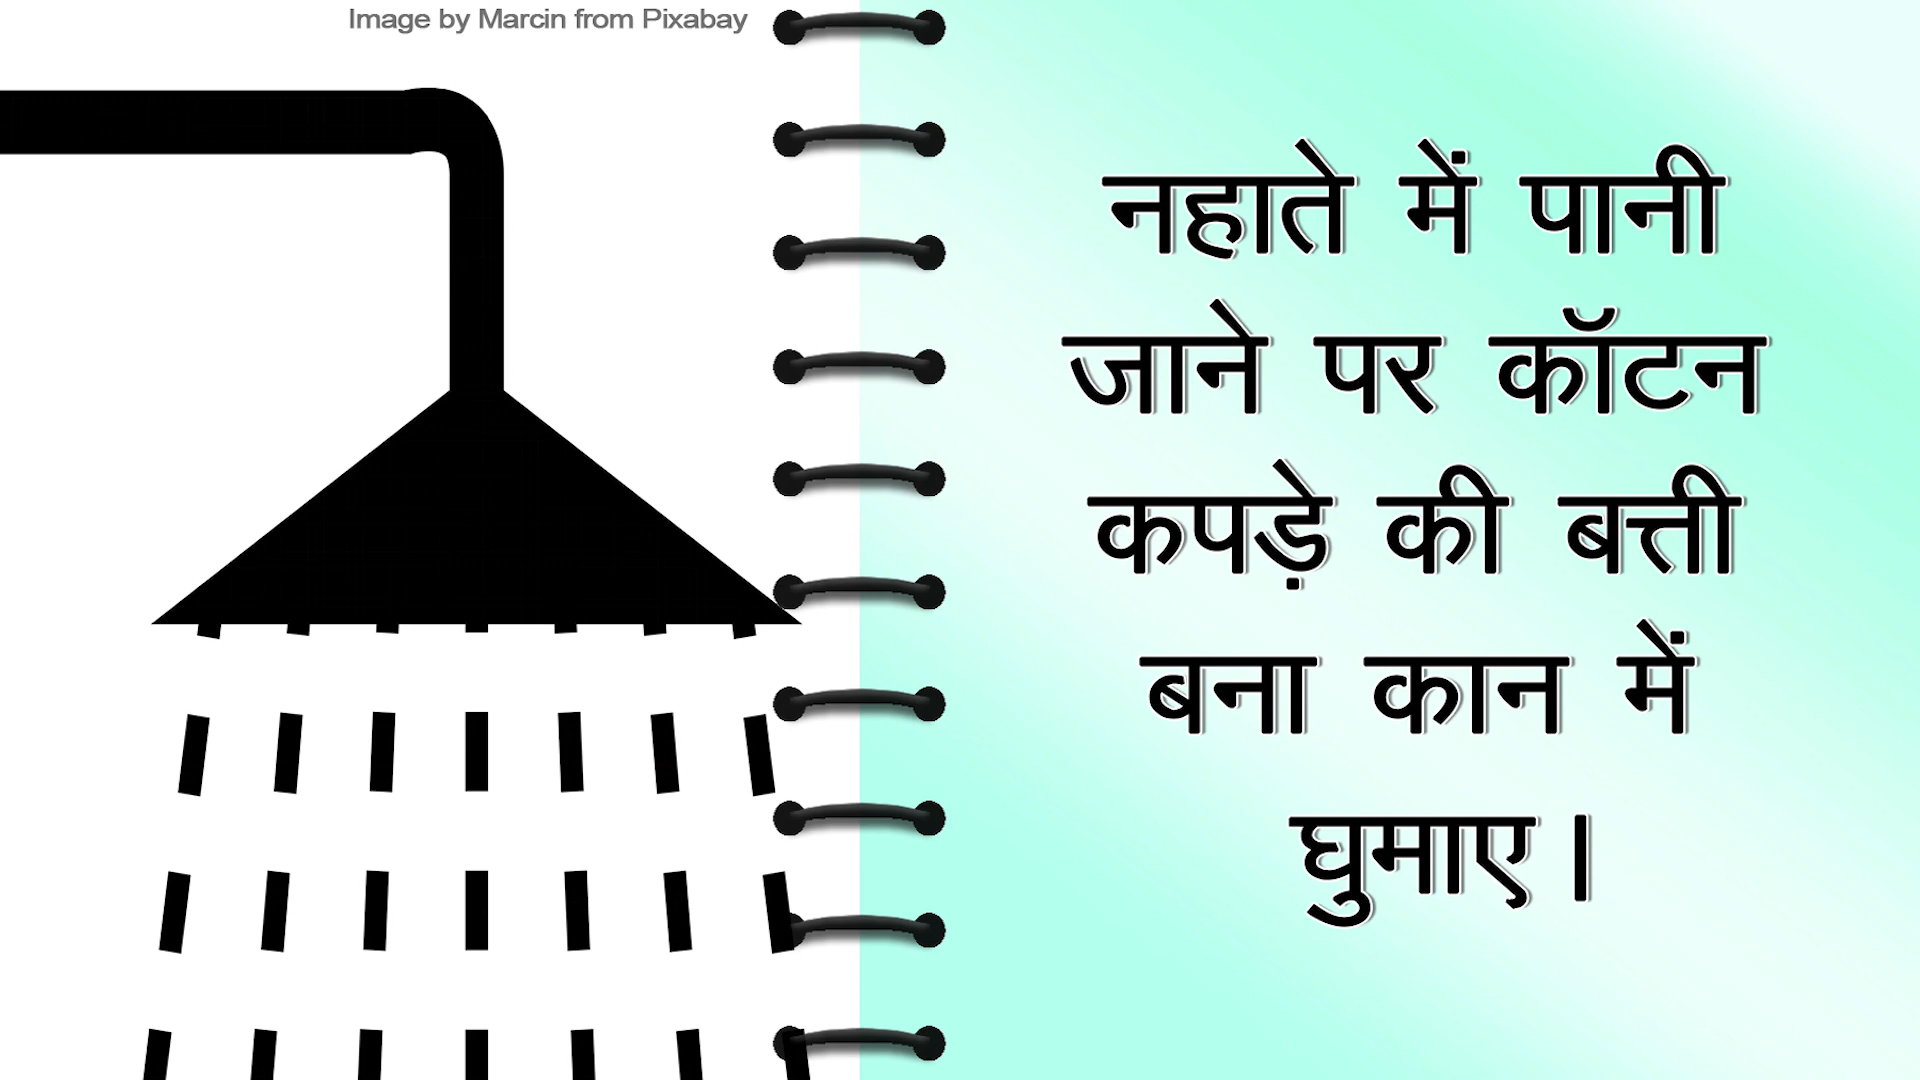 Image by Marcin from Pixabay
नहाते में पानी
जाने पर कॉटन
कपड़े की बत्ती
बना कान में
घुमाए।